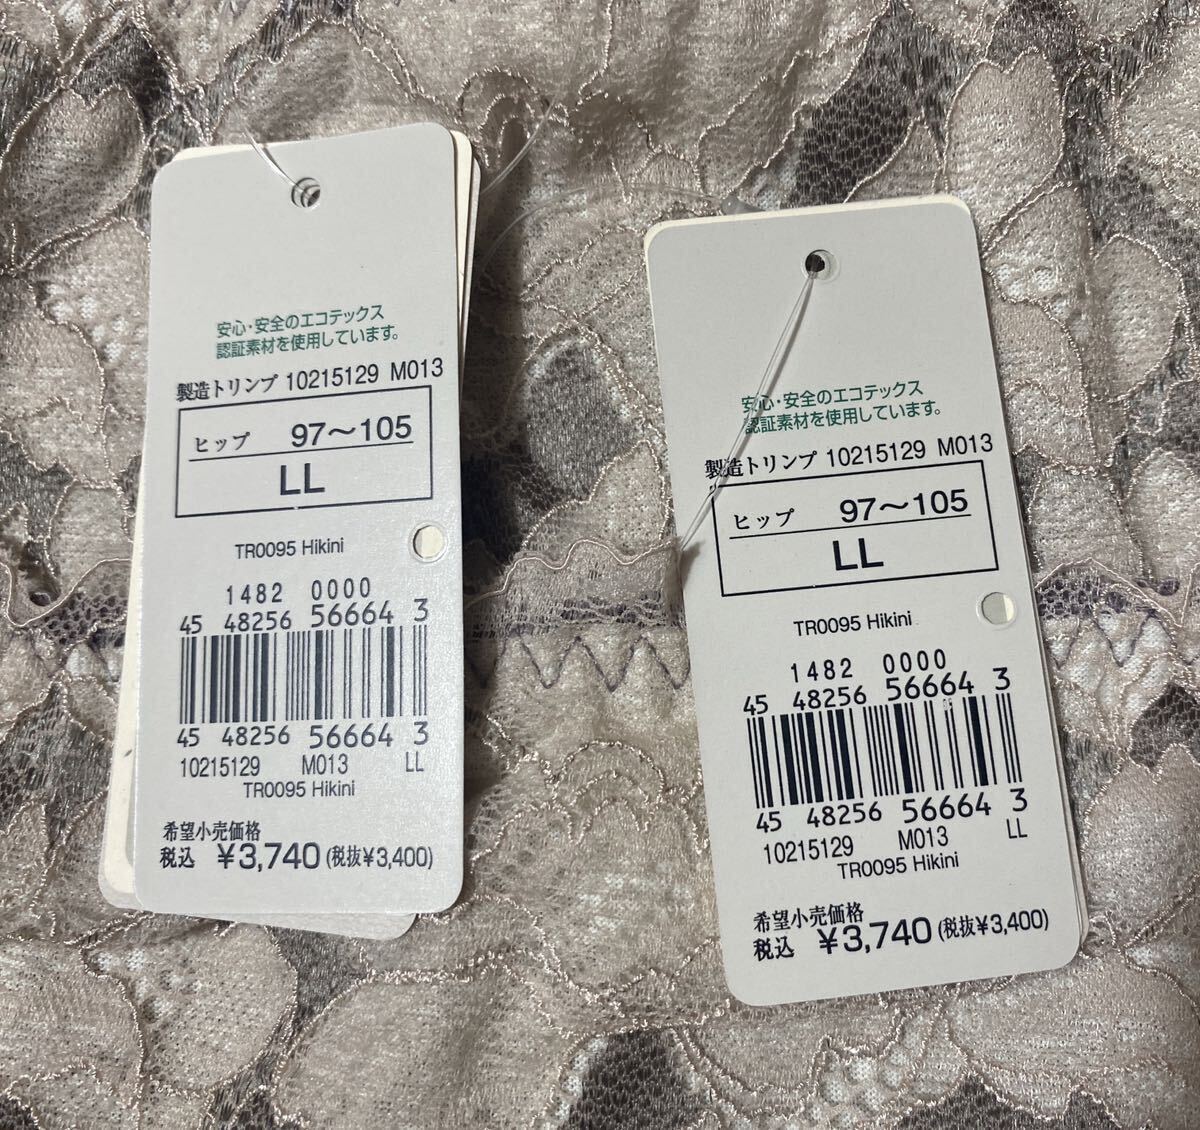 安心・安全のエコテックス
認証素材を使用しています。
製造トリンプ 10215129 M013
ヒップ 97～105
LL
TR0095 Hikini
1482 0000
45 48256 56664 3
45 48256 56664 3
10215129 M013 LL
TR0095 Hikini
希望小売価格
税込 ¥3,740(税抜¥3,400)
安心・安全のエコテックス
認証素材を使用しています。
製造トリンプ 10215129 M013
ヒップ 97～105
LL
TR0095 Hikini
1482 0000
45 48256 56664 3
45 48256 56664 3
10215129 M013 LL
TR0095 Hikini
希望小売価格
税込 ¥3,740(税抜¥3,400)